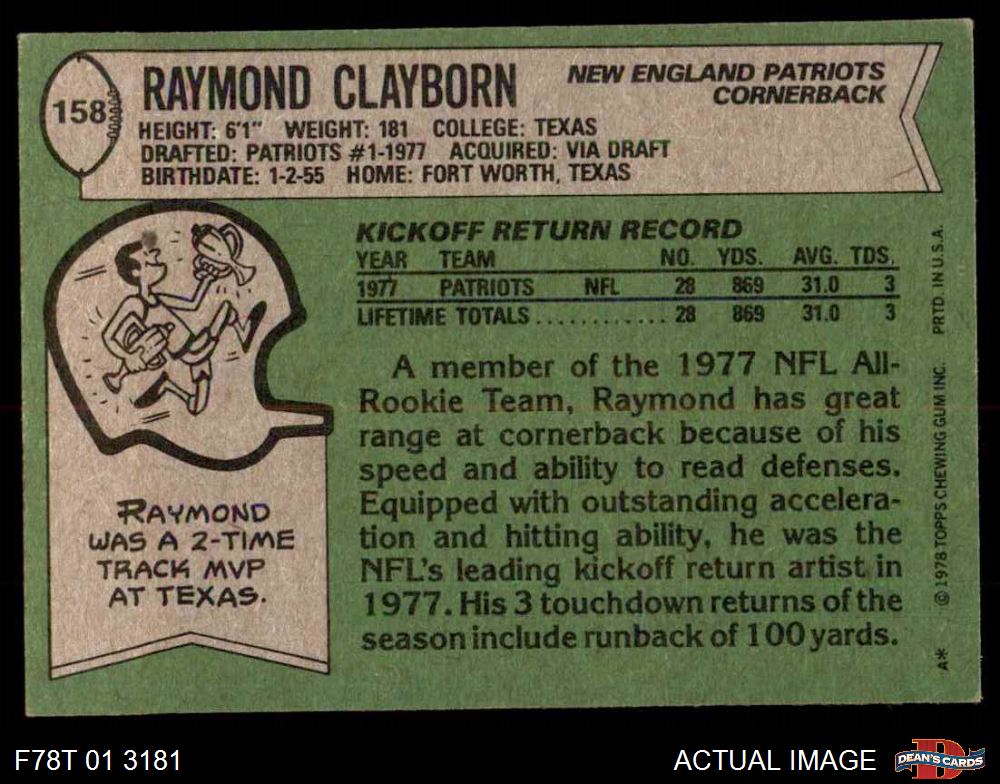 158
RAYMOND CLAYBORN
NEW ENGLAND PATRIOTS
CORNERBACK
HEIGHT: 6'1" WEIGHT: 181 COLLEGE: TEXAS
DRAFTED: PATRIOTS #1-1977 ACQUIRED: VIA DRAFT
BIRTHDATE: 1-2-55 HOME: FORT WORTH, TEXAS
KICKOFF RETURN RECORD
YEAR TEAM NO. YDS. AVG. TDS.
1977 PATRIOTS NFL 28 869 31.0 3
LIFETIME TOTALS............. 28 869 31.0 3
A member of the 1977 NFL All-
Rookie Team, Raymond has great
range at cornerback because of his
speed and ability to read defenses.
Equipped with outstanding accelera-
tion and hitting ability, he was the
NFL's leading kickoff return artist in
1977. His 3 touchdown returns of the
season include runback of 100 yards.
RAYMOND
WAS A 2-TIME
TRACK MVP
AT TEXAS.
A* © 1978 TOPPS CHEWING GUM INC. PRTD. IN U.S.A.
F78T 01 3181
ACTUAL IMAGE
DEAN'S CARDS